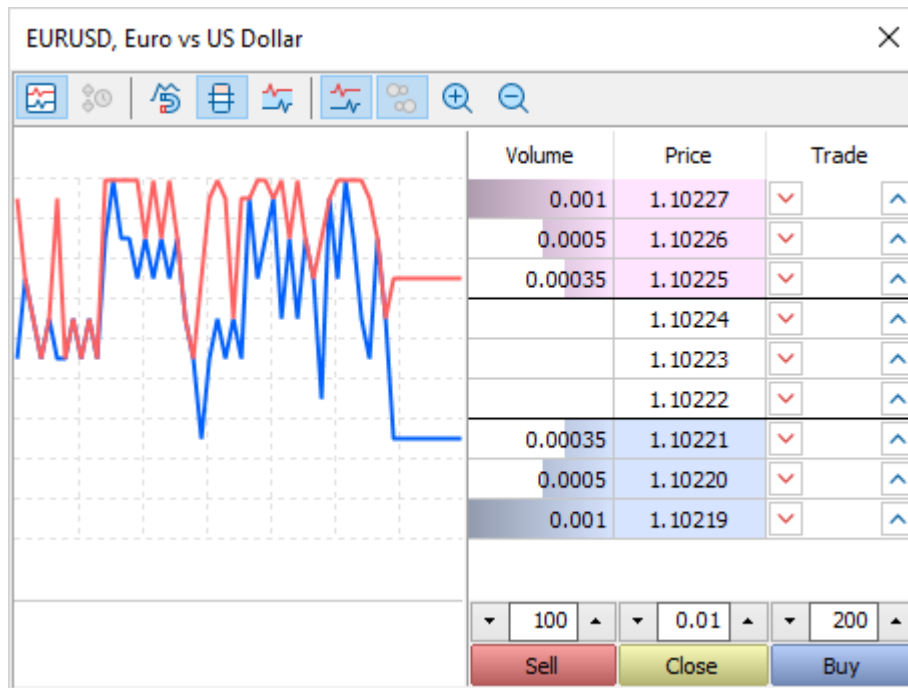 EURUSD, Euro vs US Dollar
Volume Price Trade
0.001 1.10227
0.0005 1.10226
0.00035 1.10225
1.10224
1.10223
1.10222
0.00035 1.10221
0.0005 1.10220
0.001 1.10219
100 0.01 200
Sell Close Buy